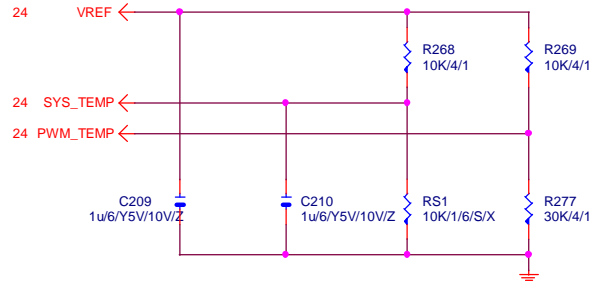 24 VREF
R268
10K/4/1
R269
10K/4/1
24 SYS_TEMP
24 PWM_TEMP
C209
1u/6/Y5V/10V/Z
C210
1u/6/Y5V/10V/Z
RS1
10K/1/6/S/X
R277
30K/4/1